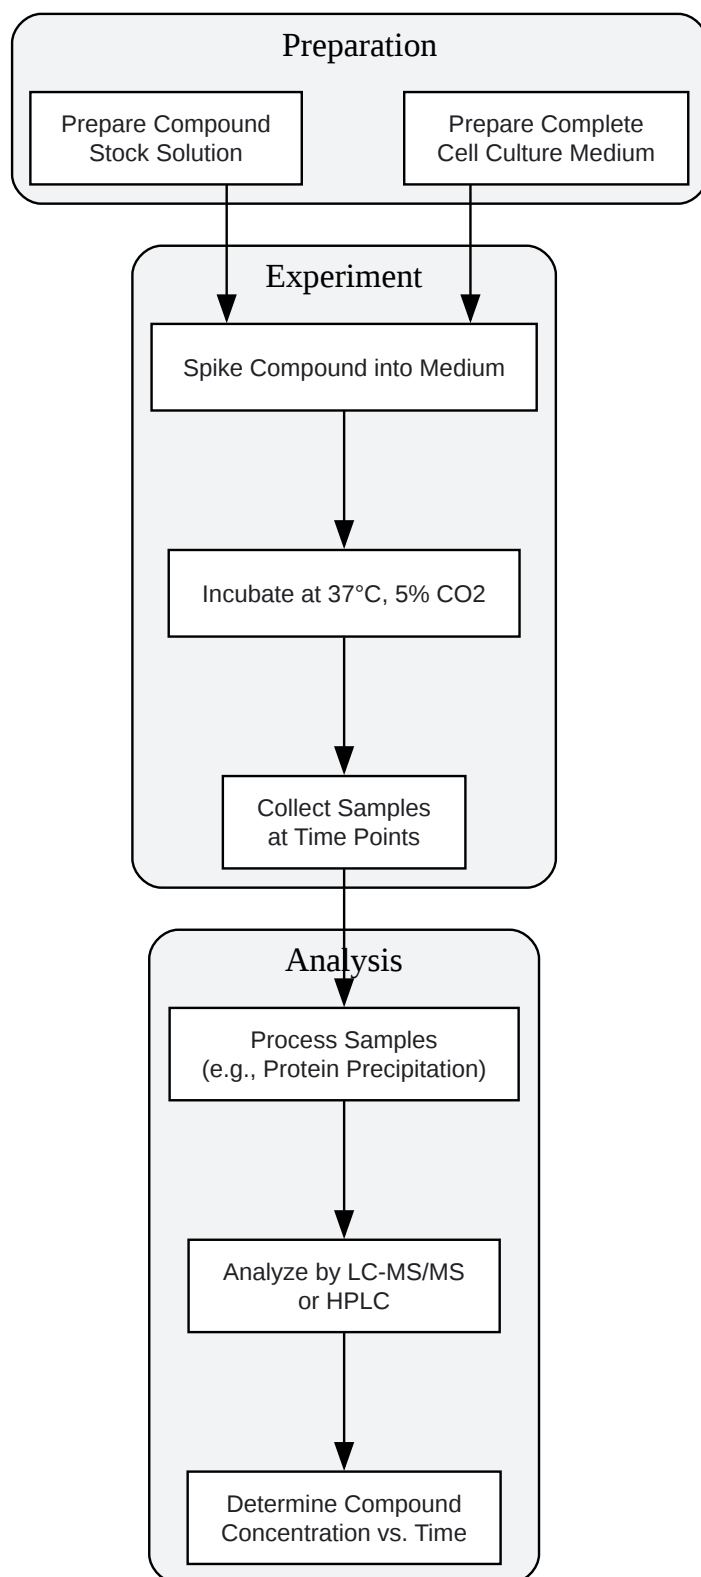 Preparation
Prepare Compound
Stock Solution
Prepare Complete
Cell Culture Medium
Experiment
Spike Compound into Medium
Incubate at 37°C, 5% CO2
Collect Samples
at Time Points
Analysis
Process Samples
(e.g., Protein Precipitation)
Analyze by LC-MS/MS
or HPLC
Determine Compound
Concentration vs. Time